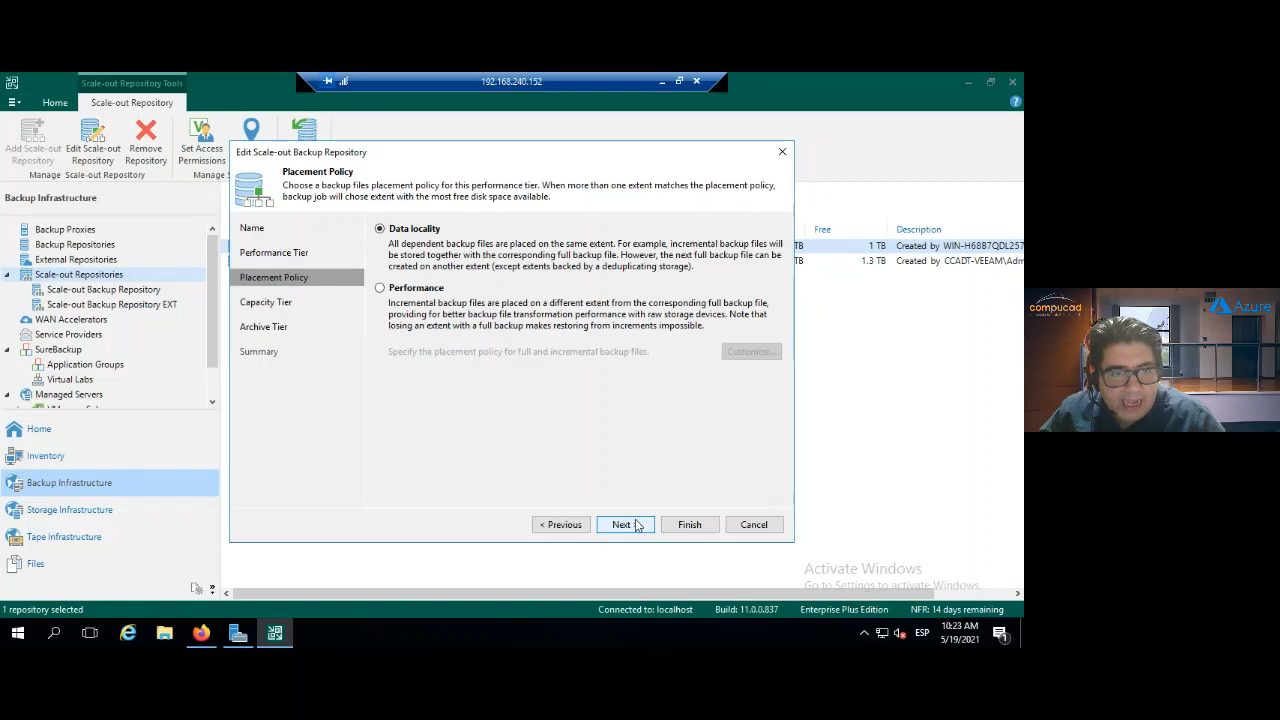 Scale-out Repository Tools
192.168.240.152
Home
Scale-out Repository
Add Scale-out
Repository
Edit Scale-out
Repository
Remove
Repository
Set Access
Permissions
Manage Scale-out Repository
Manage S
Backup Infrastructure
Backup Proxies
Backup Repositories
External Repositories
Scale-out Repositories
Scale-out Backup Repository
Scale-out Backup Repository EXT
WAN Accelerators
Service Providers
SureBackup
Application Groups
Virtual Labs
Managed Servers
Home
Inventory
Backup Infrastructure
Storage Infrastructure
Tape Infrastructure
Files
Edit Scale-out Backup Repository
Placement Policy
Choose a backup files placement policy for this performance tier. When more than one extent matches the placement policy,
backup job will chose extent with the most free disk space available.
Name
Performance Tier
Placement Policy
Capacity Tier
Archive Tier
Summary
Data locality
All dependent backup files are placed on the same extent. For example, incremental backup files will
be stored together with the corresponding full backup file. However, the next full backup file can be
created on another extent (except extents backed by a deduplicating storage).
Performance
Incremental backup files are placed on a different extent from the corresponding full backup file,
providing for better backup file transformation performance with raw storage devices. Note that
losing an extent with a full backup makes restoring from increments impossible.
Specify the placement policy for full and incremental backup files.
Customize...
< Previous
Next
Finish
Cancel
Free
Description
TB
1 TB
Created by WIN-H68B7QDL257
TB
1.3 TB
Created by CCADT-VEEAM\Adm
Activate Windows
Go to Settings to activate Windows.
1 repository selected
Connected to: localhost
Build: 11.0.0.837
Enterprise Plus Edition
NFR: 14 days remaining
ESP
10:23 AM
5/19/2021
1
compucad
Azure